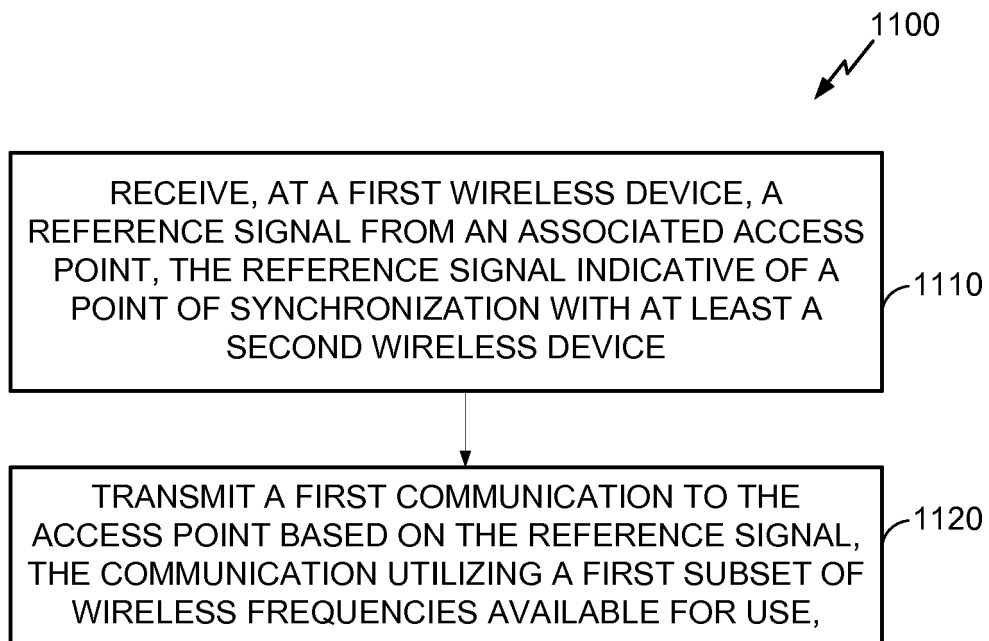 1100
RECEIVE, AT A FIRST WIRELESS DEVICE, A
REFERENCE SIGNAL FROM AN ASSOCIATED ACCESS
POINT, THE REFERENCE SIGNAL INDICATIVE OF A
POINT OF SYNCHRONIZATION WITH AT LEAST A
SECOND WIRELESS DEVICE
1110
TRANSMIT A FIRST COMMUNICATION TO THE
ACCESS POINT BASED ON THE REFERENCE SIGNAL,
THE COMMUNICATION UTILIZING A FIRST SUBSET OF
WIRELESS FREQUENCIES AVAILABLE FOR USE,
1120